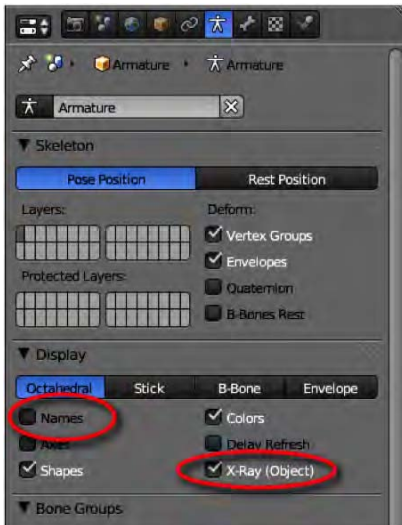 Armature Armature
Armature
Skeleton
Pose Position Rest Position
Layers: Deform:
Vertex Groups
Envelopes
Protected Layers: Quaternion
B-Bones Rest
Display
Octahedral Stick B-Bone Envelope
Names Colors
Axes Delay Refresh
Shapes X-Ray (Object)
Bone Groups